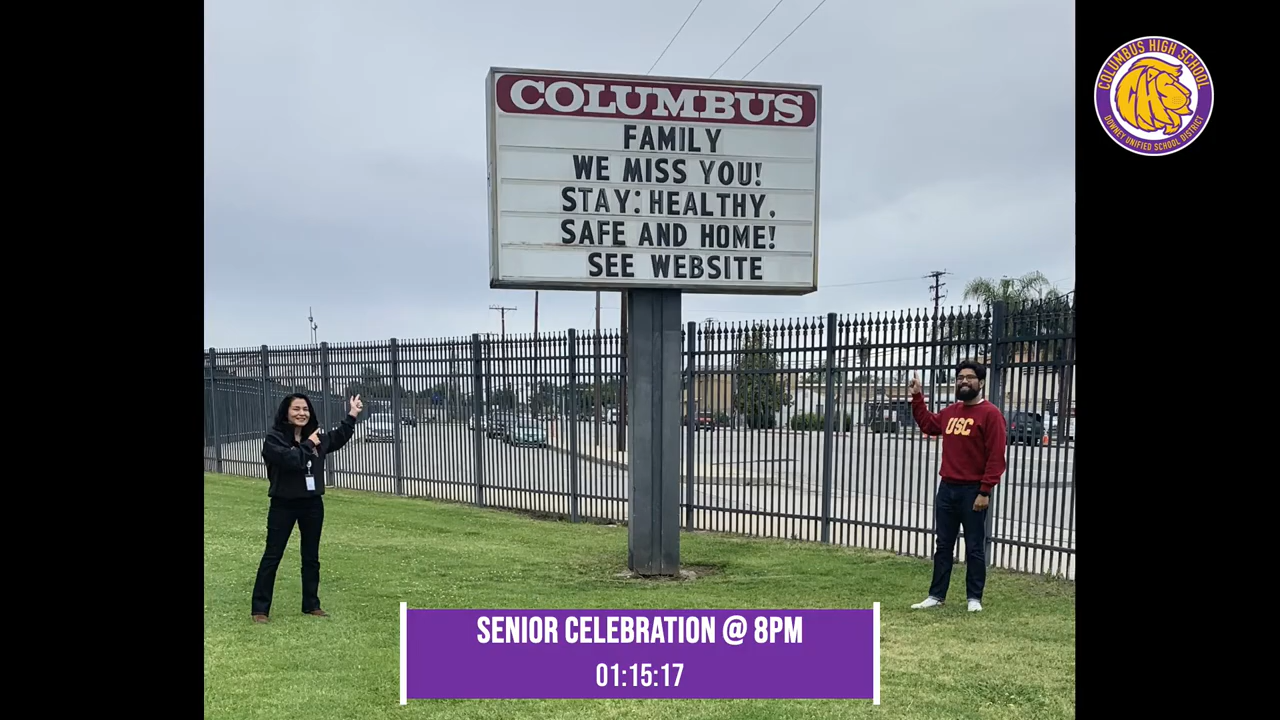 COLUMBUS
FAMILY
WE MISS YOU!
STAY: HEALTHY.
SAFE AND HOME!
SEE WEBSITE
COLUMBUS HIGH SCHOOL
CHS
DOWNEY UNIFIED SCHOOL DISTRICT
USC
SENIOR CELEBRATION @ 8PM
01:15:17